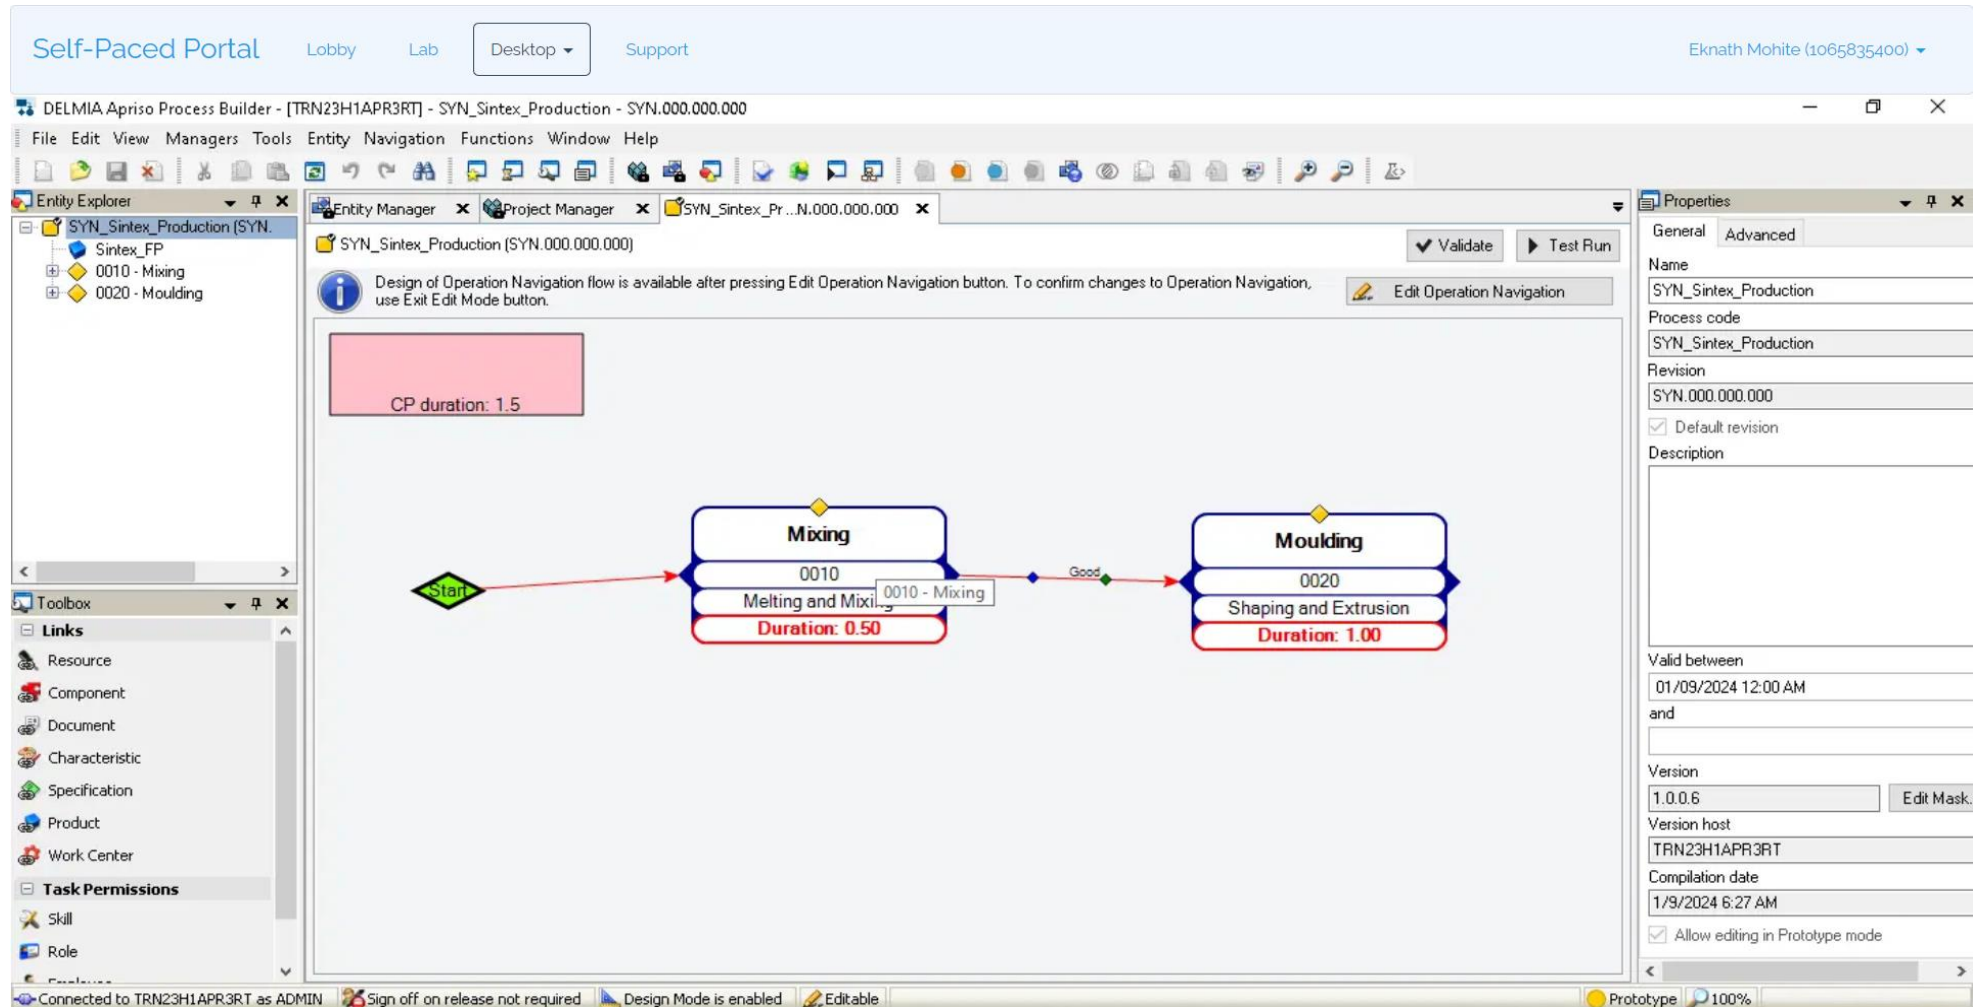 Self-Paced Portal Lobby Lab Desktop Support Eknath Mohite (1065835400)
DELMIA Apriso Process Builder - [TRN23H1APR3RT] - SYN_Sintex_Production - SYN.000.000.000
File Edit View Managers Tools Entity Navigation Functions Window Help
Entity Explorer
SYN_Sintex_Production (SYN.
Sintex_FP
0010 - Mixing
0020 - Moulding
Toolbox
Links
Resource
Component
Document
Characteristic
Specification
Product
Work Center
Task Permissions
Skill
Role
Entity Manager Project Manager SYN_Sintex_Pr...N.000.000.000
SYN_Sintex_Production (SYN.000.000.000) Validate Test Run
Design of Operation Navigation flow is available after pressing Edit Operation Navigation button. To confirm changes to Operation Navigation,
use Exit Edit Mode button.
Edit Operation Navigation
CP duration: 1.5
Start
Mixing
0010
Melting and
Duration: 0.50
0010 - Mixing
Good
Moulding
0020
Shaping and Extrusion
Duration: 1.00
Properties
General Advanced
Name
SYN_Sintex_Production
Process code
SYN_Sintex_Production
Revision
SYN.000.000.000
Default revision
Description
Valid between
01/09/2024 12:00 AM
and
Version
1.0.0.6 Edit Mask.
Version host
TRN23H1APR3RT
Compilation date
1/9/2024 6:27 AM
Allow editing in Prototype mode
Connected to TRN23H1APR3RT as ADMIN Sign off on release not required Design Mode is enabled Editable Prototype 100%